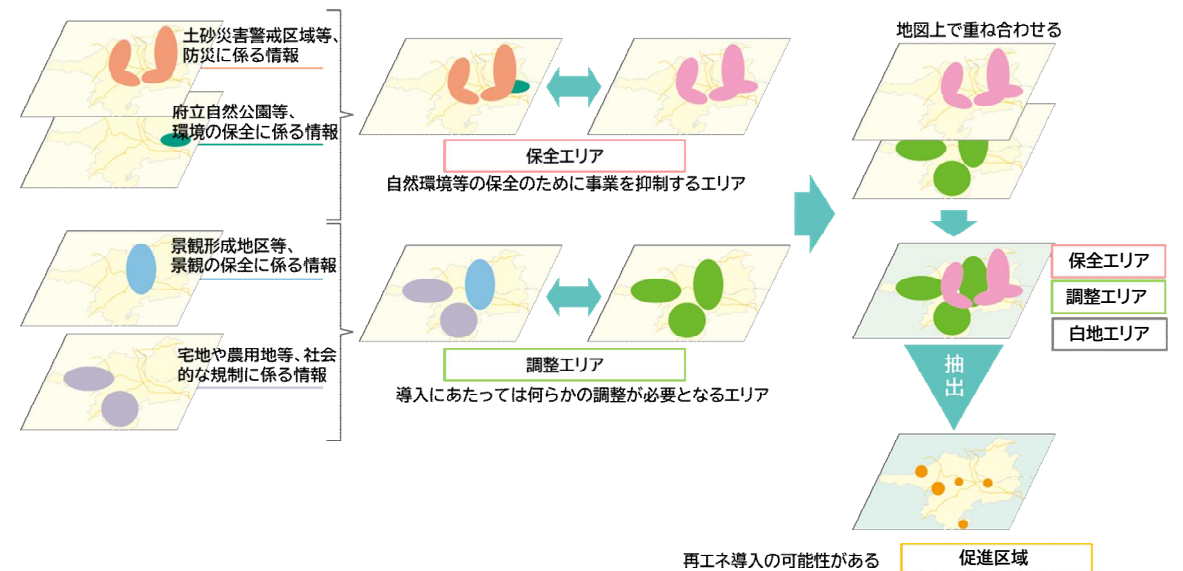 土砂災害警戒区域等、
防災に係る情報
府立自然公園等、
環境の保全に係る情報
保全エリア
自然環境等の保全のために事業を抑制するエリア
景観形成地区等、
景観の保全に係る情報
宅地や農用地等、社会
的な規制に係る情報
調整エリア
導入にあたっては何らかの調整が必要となるエリア
地図上で重ね合わせる
保全エリア
調整エリア
白地エリア
抽出
再エネ導入の可能性がある
促進区域